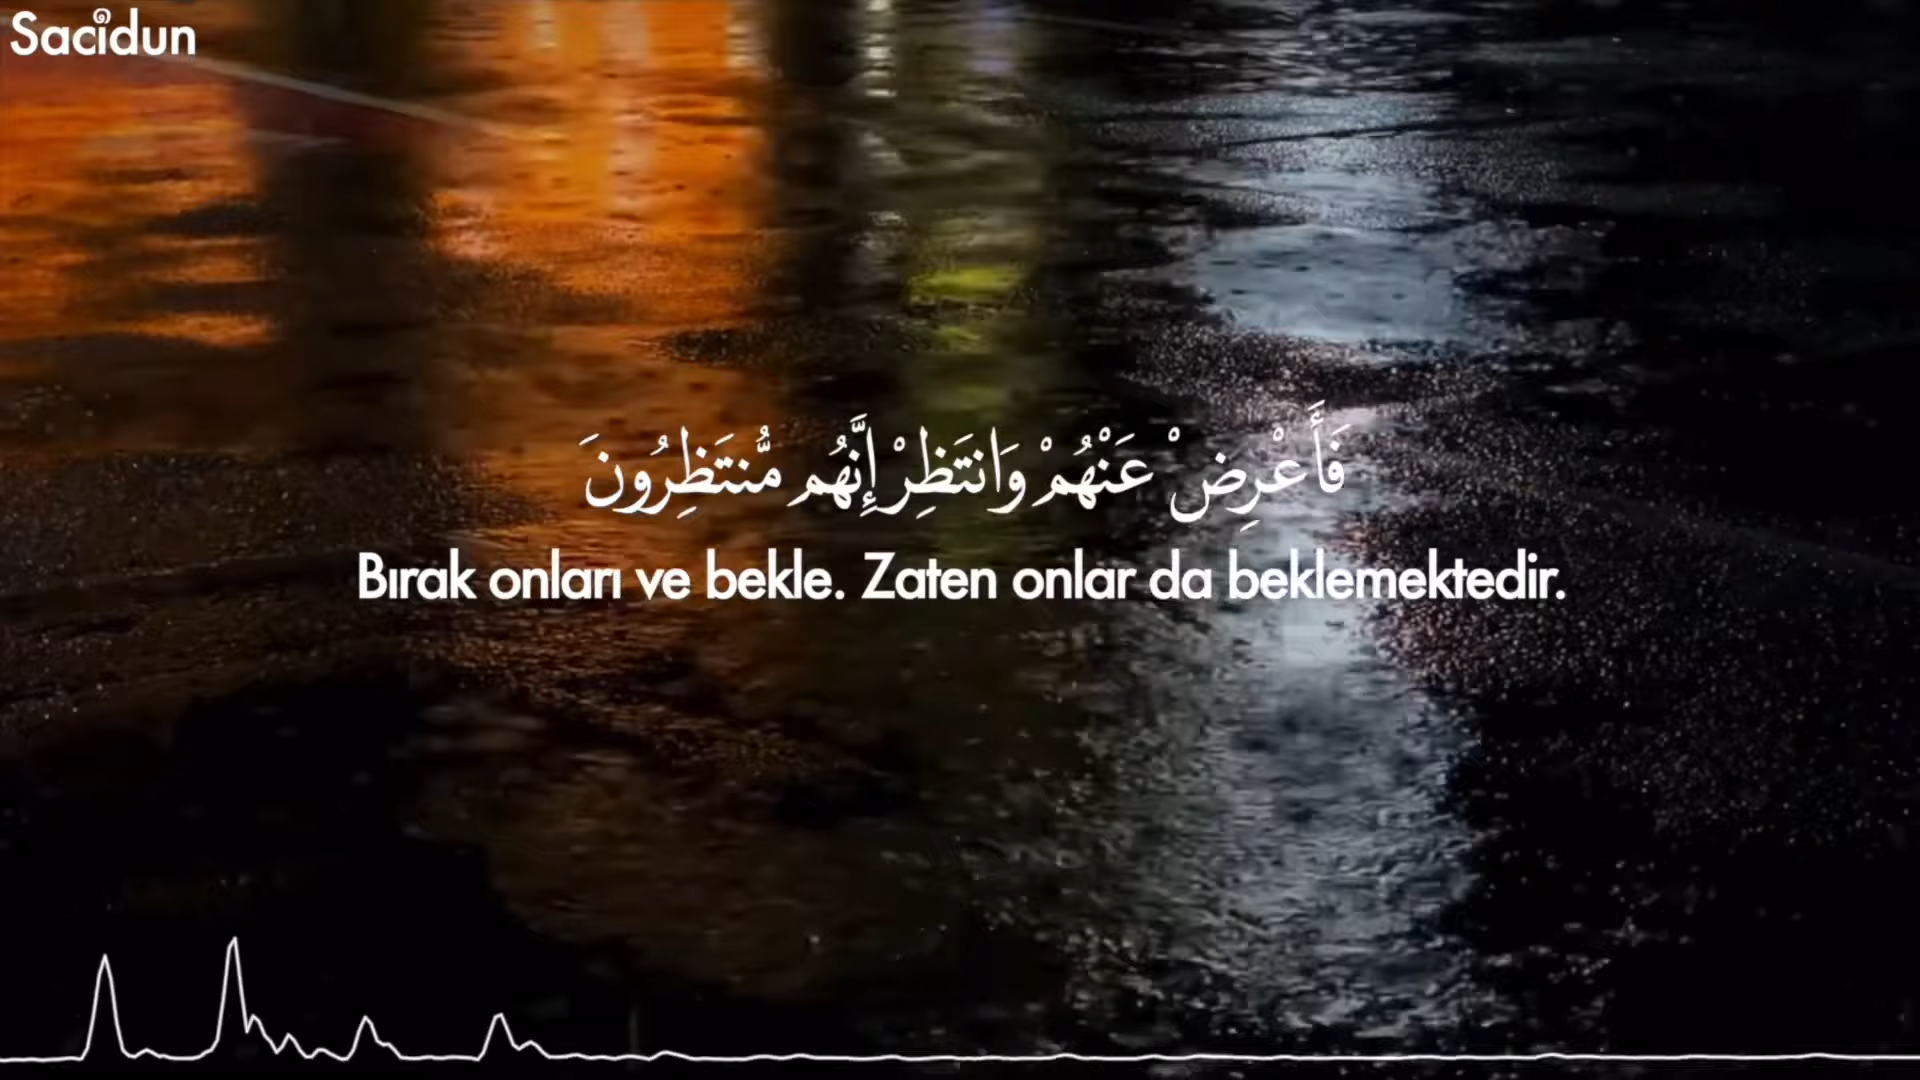 Sacidun
فَأَعْرِضْ عَنْهُمْ وَانتَظِرْ إِنَّهُم مُّنتَظِرُونَ
Bırak onları ve bekle. Zaten onlar da beklemektedir.